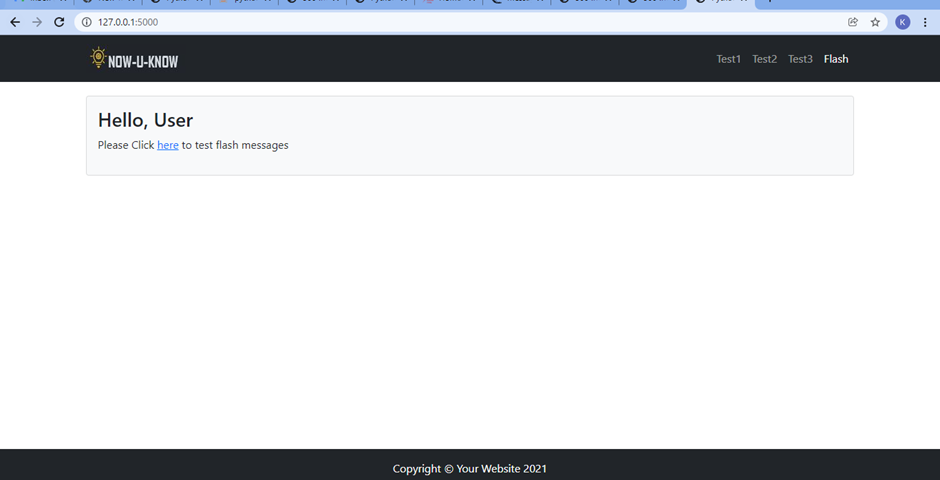 127.0.0.1:5000
K
NOW-U-KNOW
Test1 Test2 Test3 Flash
Hello, User
Please Click here to test flash messages
Copyright © Your Website 2021